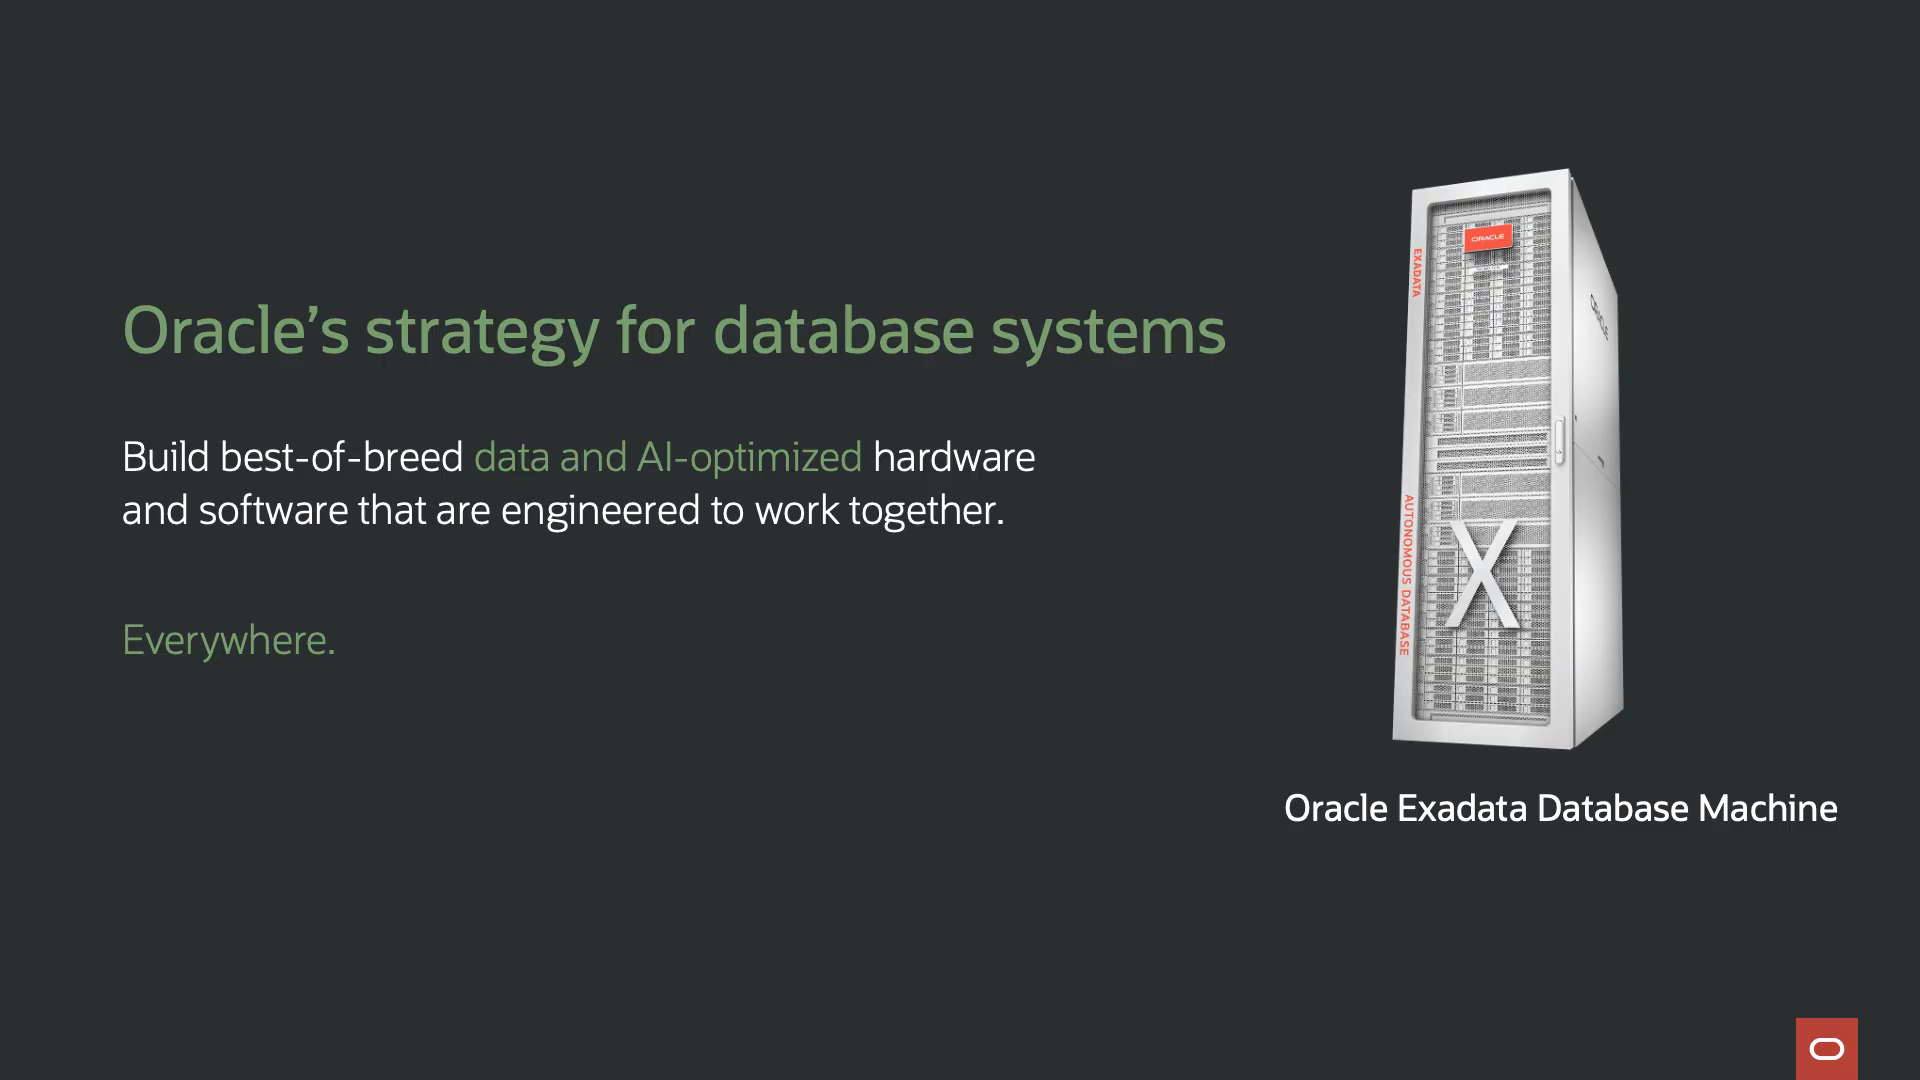 Oracle’s strategy for database systems
Build best-of-breed data and AI-optimized hardware
and software that are engineered to work together.
Everywhere.
ORACLE
EXADATA
ORACLE
AUTONOMOUS DATABASE
X
Oracle Exadata Database Machine